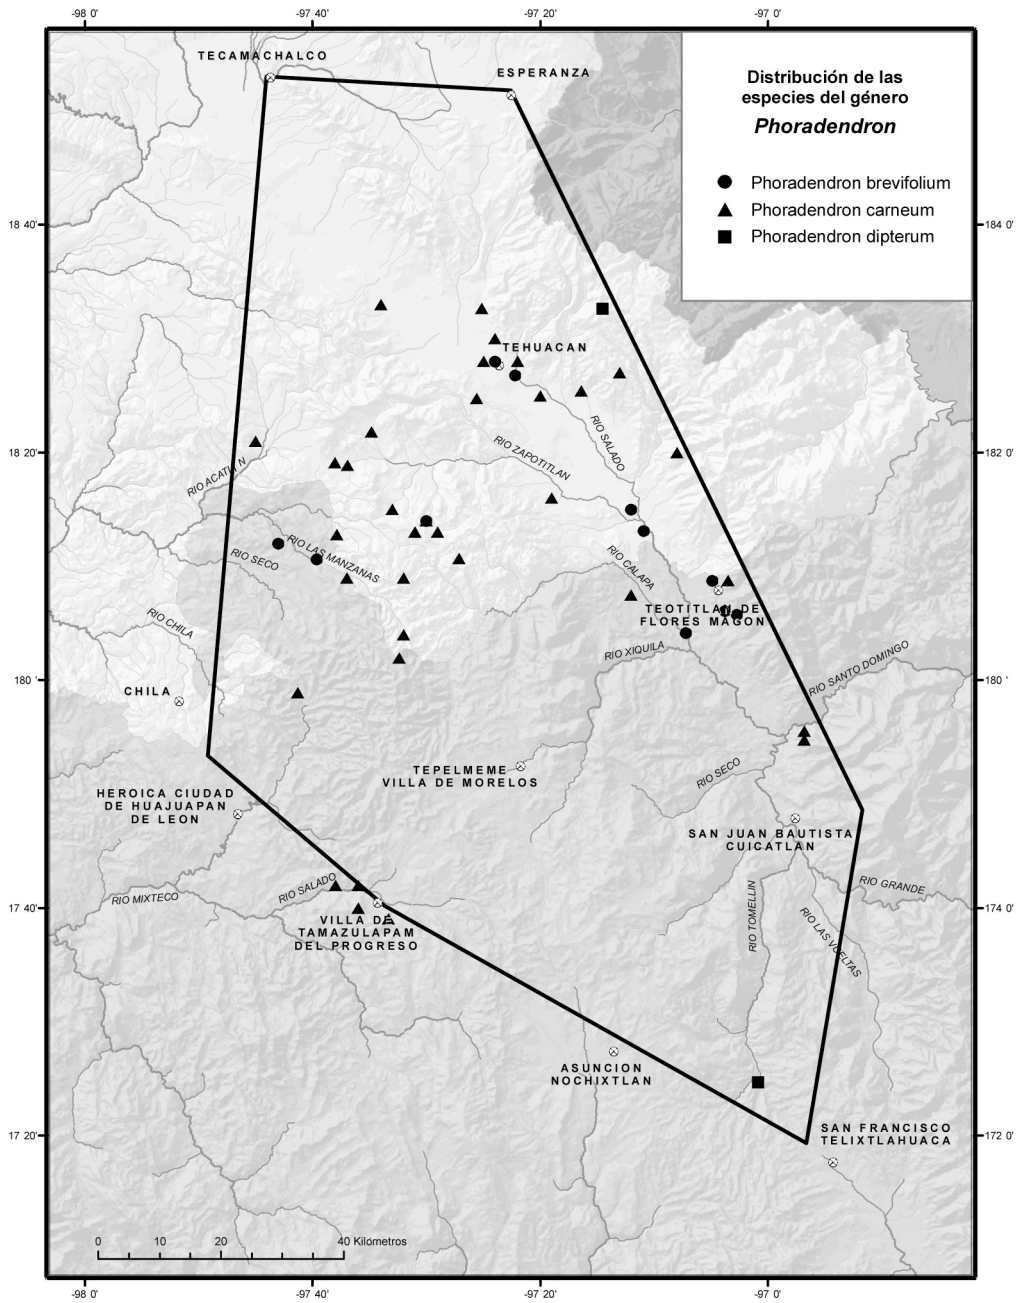 -98 0'
-97 40'
-97 20'
-97 0'
TECAMACHALCO
ESPERANZA
Distribución de las
especies del género
Phoradendron
Phoradendron brevifolium
Phoradendron carneum
Phoradendron dipterum
18 40'
184 0'
TEHUACAN
RIO SALADO
RIO ZAPOTITLAN
18 20'
182 0'
RIO
RIO LAS MANZANAS
RIO SECO
RIO CALAPA
TEOTITLAN DE
FLORES MAGON
RIO CHILA
RIO XIQUILA
RIO SANTO DOMINGO
180 '
180 0'
CHILA
TEPELMEME
VILLA DE MORELOS
RIO SECO
HEROICA CIUDAD
DE HUAJUAPAN
DE LEON
SAN JUAN BAUTISTA
CUICATLAN
RIO SALADO
RIO MIXTECO
RIO GRANDE
RIO TOMELLIN
RIO LAS VUELTAS
17 40'
174 0'
VILLA DE
TAMAZULAPAM
DEL PROGRESO
ASUNCION
NOCHIXTLAN
SAN FRANCISCO
TELIXTLAHUACA
17 20'
172 0'
0 10 20 40 Kilómetros
-98 0'
-97 40'
-97 20'
-97 0'